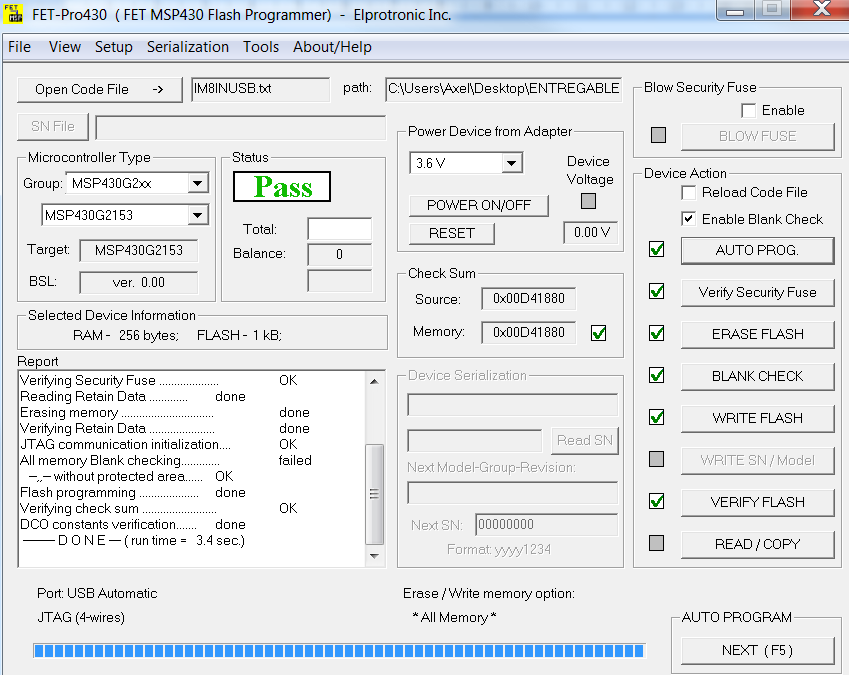 FET-Pro430 ( FET MSP430 Flash Programmer) - Elprotronic Inc.
File View Setup Serialization Tools About/Help
Open Code File ->
IM8INUSB.txt
path:
C:\Users\Axel\Desktop\ENTREGABLE
SN File
Microcontroller Type
Group: MSP430G2xx
MSP430G2153
Target: MSP430G2153
BSL: ver. 0.00
Status
Pass
Total:
Balance: 0
Selected Device Information
RAM - 256 bytes; FLASH - 1 kB;
Report
Verifying Security Fuse .................... OK
Reading Retain Data ............. done
Erasing memory ............................... done
Verifying Retain Data ...................... done
JTAG communication initialization.... OK
All memory Blank checking............. failed
--,,-- without protected area...... OK
Flash programming .................... done
Verifying check sum ......................... OK
DCO constants verification....... done
------- D O N E --- ( run time = 3.4 sec.)
Power Device from Adapter
3.6 V
Device
Voltage
POWER ON/OFF
RESET
0.00 V
Check Sum
Source: 0x00D41880
Memory: 0x00D41880
Device Serialization
Read SN
Next Model-Group-Revision:
Next SN: 00000000
Format: yyyy1234
Blow Security Fuse
Enable
BLOW FUSE
Device Action
Reload Code File
Enable Blank Check
AUTO PROG.
Verify Security Fuse
ERASE FLASH
BLANK CHECK
WRITE FLASH
WRITE SN / Model
VERIFY FLASH
READ / COPY
Port: USB Automatic
JTAG (4-wires)
Erase / Write memory option:
* All Memory *
AUTO PROGRAM
NEXT ( F5 )